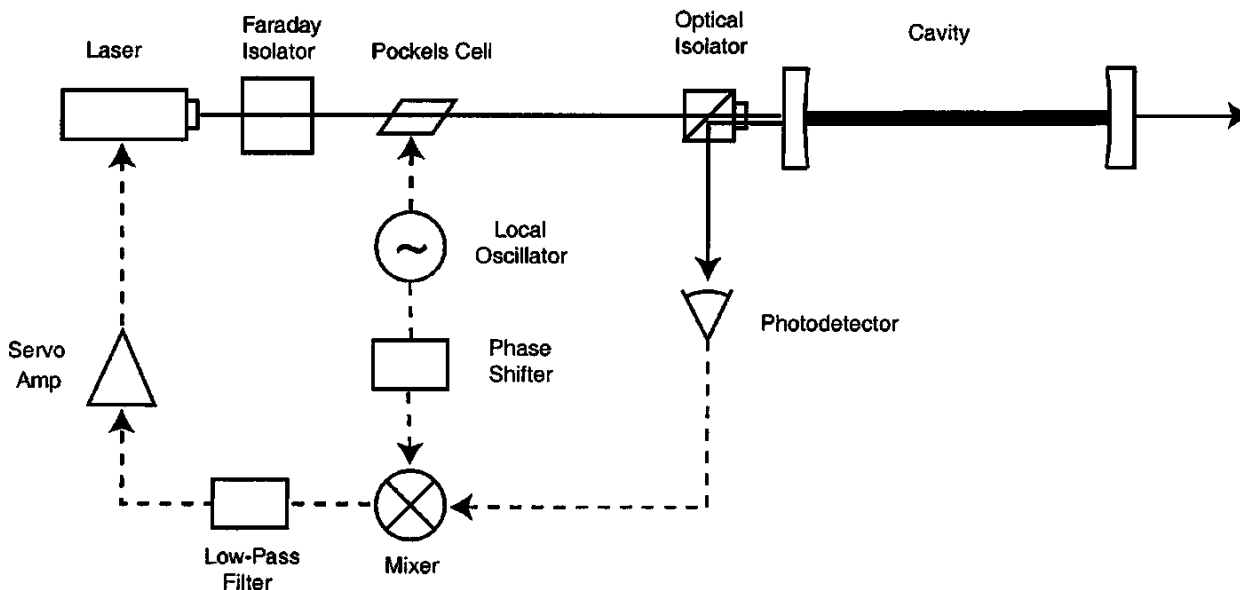 Laser
Faraday
Isolator
Pockels Cell
Optical
Isolator
Cavity
Local
Oscillator
~
Photodetector
Phase
Shifter
Servo
Amp
Low-Pass
Filter
Mixer